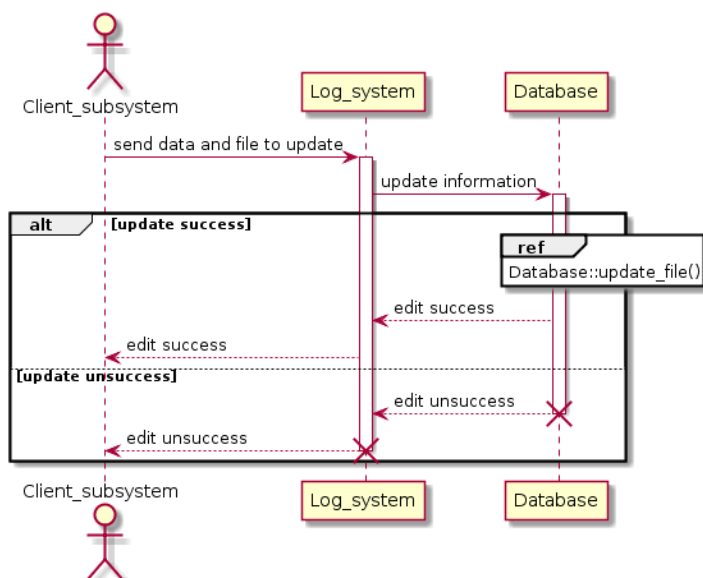 Client_subsystem
Log_system
Database
send data and file to update
update information
alt
[update success]
ref
Database::update_file()
edit success
edit success
[update unsuccess]
edit unsuccess
edit unsuccess
Client_subsystem
Log_system
Database